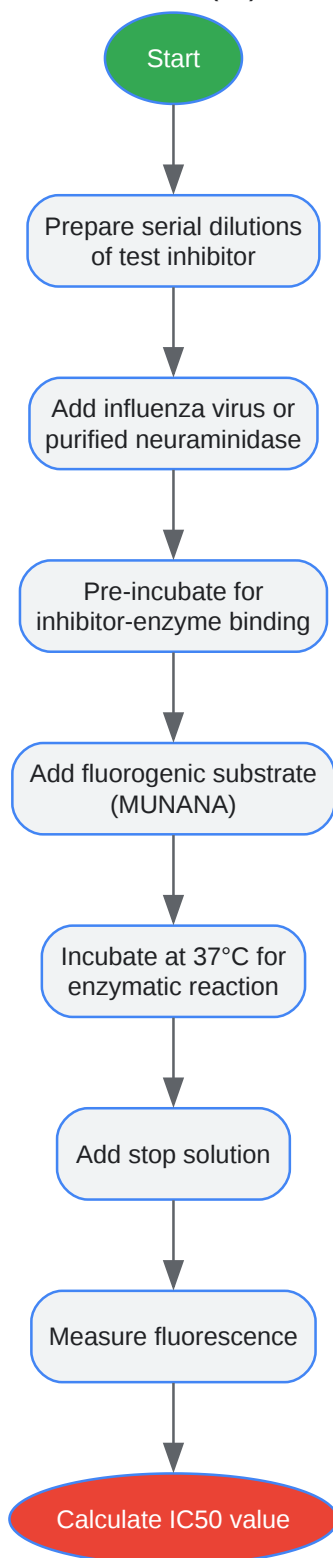 Start
Prepare serial dilutions
of test inhibitor
Add influenza virus or
purified neuraminidase
Pre-incubate for
inhibitor-enzyme binding
Add fluorogenic substrate
(MUNANA)
Incubate at 37°C for
enzymatic reaction
Add stop solution
Measure fluorescence
Calculate IC50 value